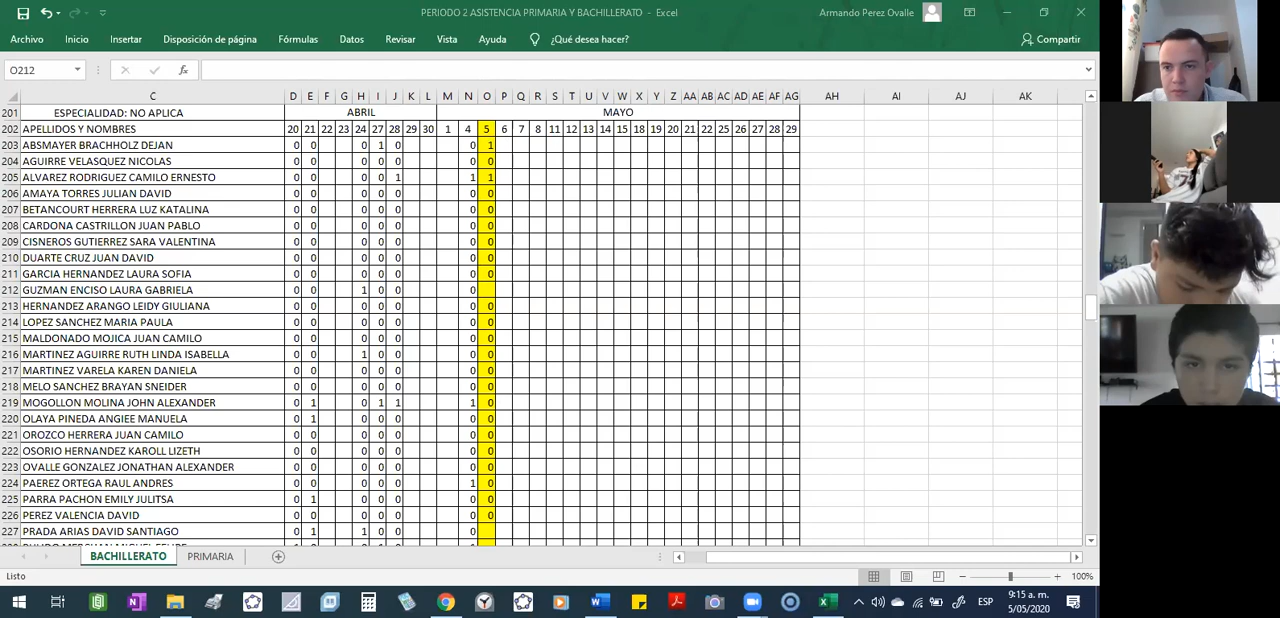 PERIODO 2 ASISTENCIA PRIMARIA Y BACHILLERATO - Excel
Armando Perez Ovalle
Archivo Inicio Insertar Disposición de página Fórmulas Datos Revisar Vista Ayuda ¿Qué desea hacer? Compartir
O212 fx
C D E F G H I J K L M N O P Q R S T U V W X Y Z AA AB AC AD AE AF AG AH AI AJ AK
201 ESPECIALIDAD: NO APLICA ABRIL MAYO
202 APELLIDOS Y NOMBRES 20 21 22 23 24 27 28 29 30 1 4 5 6 7 8 11 12 13 14 15 18 19 20 21 22 25 26 27 28 29
203 ABSMAYER BRACHHOLZ DEJAN 0 0 0 1 0 0 1
204 AGUIRRE VELASQUEZ NICOLAS 0 0 0 0 0 0 0
205 ALVAREZ RODRIGUEZ CAMILO ERNESTO 0 0 0 0 1 1 1
206 AMAYA TORRES JULIAN DAVID 0 0 0 0 0 0 0
207 BETANCOURT HERRERA LUZ KATALINA 0 0 0 0 0 0 0
208 CARDONA CASTRILLON JUAN PABLO 0 0 0 0 0 0 0
209 CISNEROS GUTIERREZ SARA VALENTINA 0 0 0 0 0 0 0
210 DUARTE CRUZ JUAN DAVID 0 0 0 0 0 0 0
211 GARCIA HERNANDEZ LAURA SOFIA 0 0 0 0 0 0 0
212 GUZMAN ENCISO LAURA GABRIELA 0 0 1 0 0 0
213 HERNANDEZ ARANGO LEIDY GIULIANA 0 0 0 0 0 0 0
214 LOPEZ SANCHEZ MARIA PAULA 0 0 0 0 0 0 0
215 MALDONADO MOJICA JUAN CAMILO 0 0 0 0 0 0 0
216 MARTINEZ AGUIRRE RUTH LINDA ISABELLA 0 0 1 0 0 0 0
217 MARTINEZ VARELA KAREN DANIELA 0 0 0 0 0 0 0
218 MELO SANCHEZ BRAYAN SNEIDER 0 0 0 0 0 0 0
219 MOGOLLON MOLINA JOHN ALEXANDER 0 1 0 1 1 1 0
220 OLAYA PINEDA ANGIEE MANUELA 0 1 0 0 0 0 0
221 OROZCO HERRERA JUAN CAMILO 0 0 0 0 0 0 0
222 OSORIO HERNANDEZ KAROLL LIZETH 0 0 0 0 0 0 0
223 OVALLE GONZALEZ JONATHAN ALEXANDER 0 0 0 0 0 0 0
224 PAEREZ ORTEGA RAUL ANDRES 0 0 0 0 0 1 0
225 PARRA PACHON EMILY JULITSA 0 1 0 0 0 0 0
226 PEREZ VALENCIA DAVID 0 0 0 0 0 0 0
227 PRADA ARIAS DAVID SANTIAGO 0 1 1 0 0 0
BACHILLERATO PRIMARIA
Listo 100%
ESP 9:15 a. m.
5/05/2020